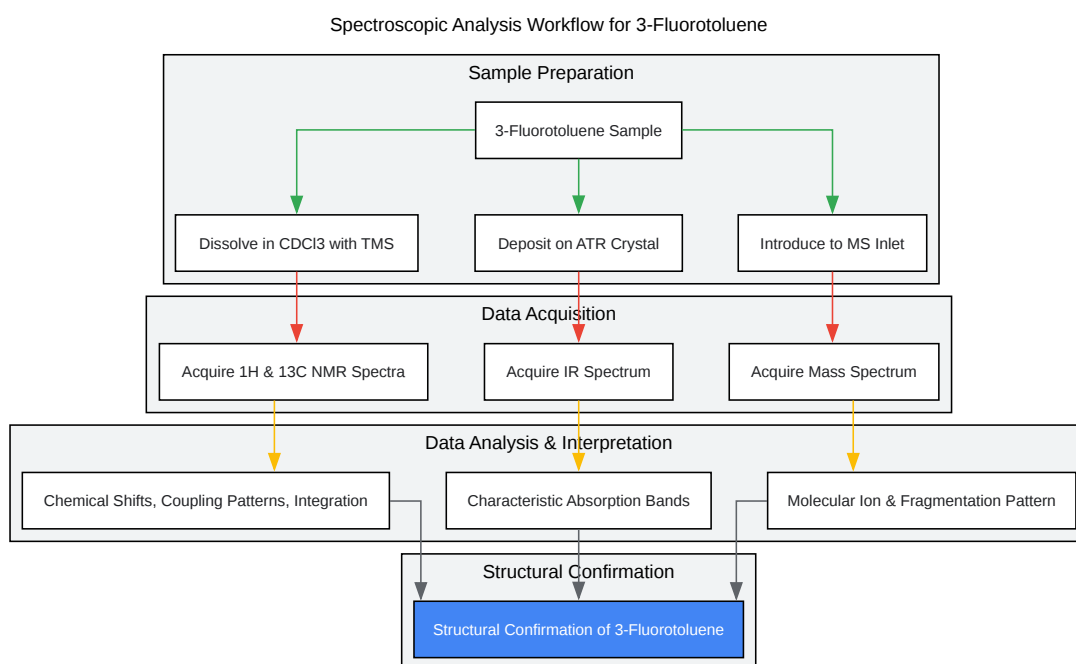 Spectroscopic Analysis Workflow for 3-Fluorotoluene
Sample Preparation
3-Fluorotoluene Sample
Dissolve in CDCl3 with TMS
Deposit on ATR Crystal
Introduce to MS Inlet
Data Acquisition
Acquire 1H & 13C NMR Spectra
Acquire IR Spectrum
Acquire Mass Spectrum
Data Analysis & Interpretation
Chemical Shifts, Coupling Patterns, Integration
Characteristic Absorption Bands
Molecular Ion & Fragmentation Pattern
Structural Confirmation
Structural Confirmation of 3-Fluorotoluene